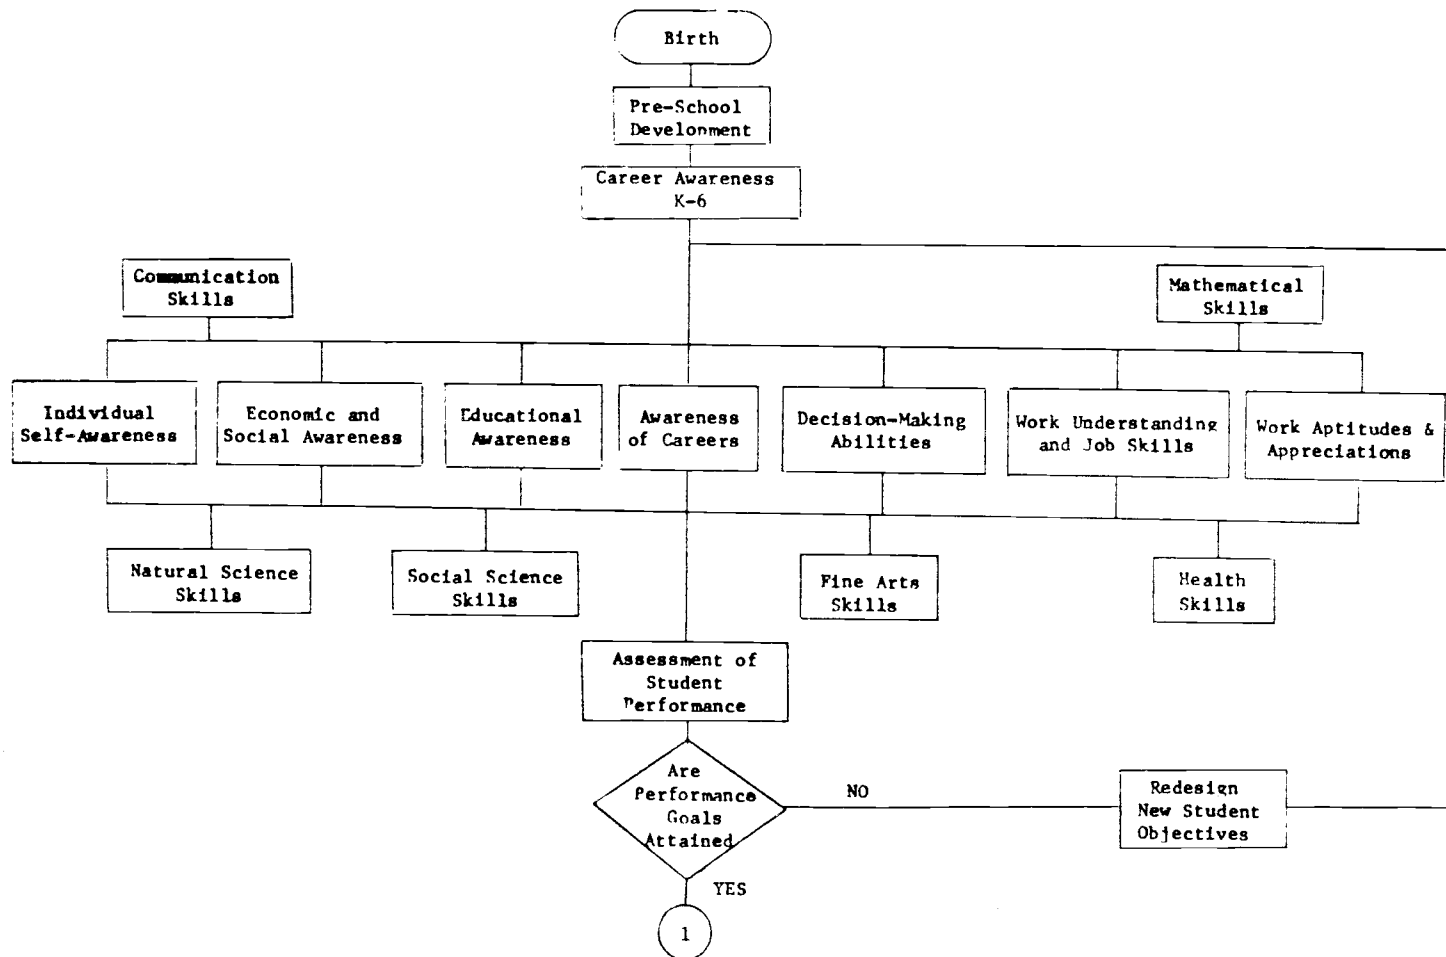 Birth
Pre-School
Development
Career Awareness
K-6
Communication
Skills
Mathematical
Skills
Individual
Self-Awareness
Economic and
Social Awareness
Educational
Awareness
Awareness
of Careers
Decision-Making
Abilities
Work Understanding
and Job Skills
Work Aptitudes &
Appreciations
Natural Science
Skills
Social Science
Skills
Fine Arts
Skills
Health
Skills
Assessment of
Student
Performance
Are
Performance
Goals
Attained
NO
Redesign
New Student
Objectives
YES
1